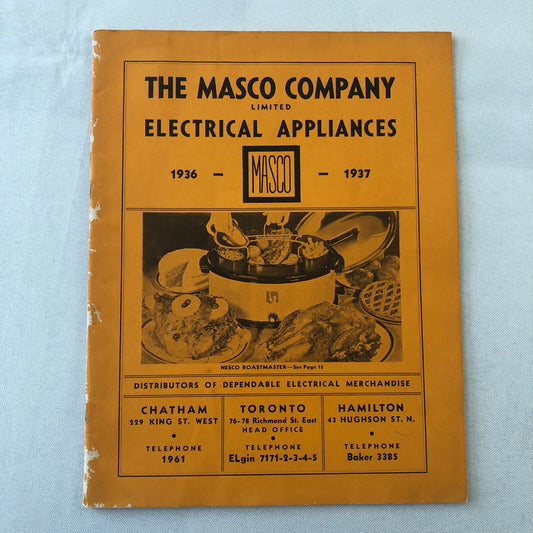 THE MASCO COMPANY
LIMITED
ELECTRICAL APPLIANCES
1936 — MASCO — 1937
NESCO ROASTMASTER—See Page 15
DISTRIBUTORS OF DEPENDABLE ELECTRICAL MERCHANDISE
CHATHAM
229 KING ST. WEST
•
TELEPHONE
1961
TORONTO
76-78 Richmond St. East
HEAD OFFICE
•
TELEPHONE
ELgin 7171-2-3-4-5
HAMILTON
43 HUGHSON ST. N.
•
TELEPHONE
Baker 3385